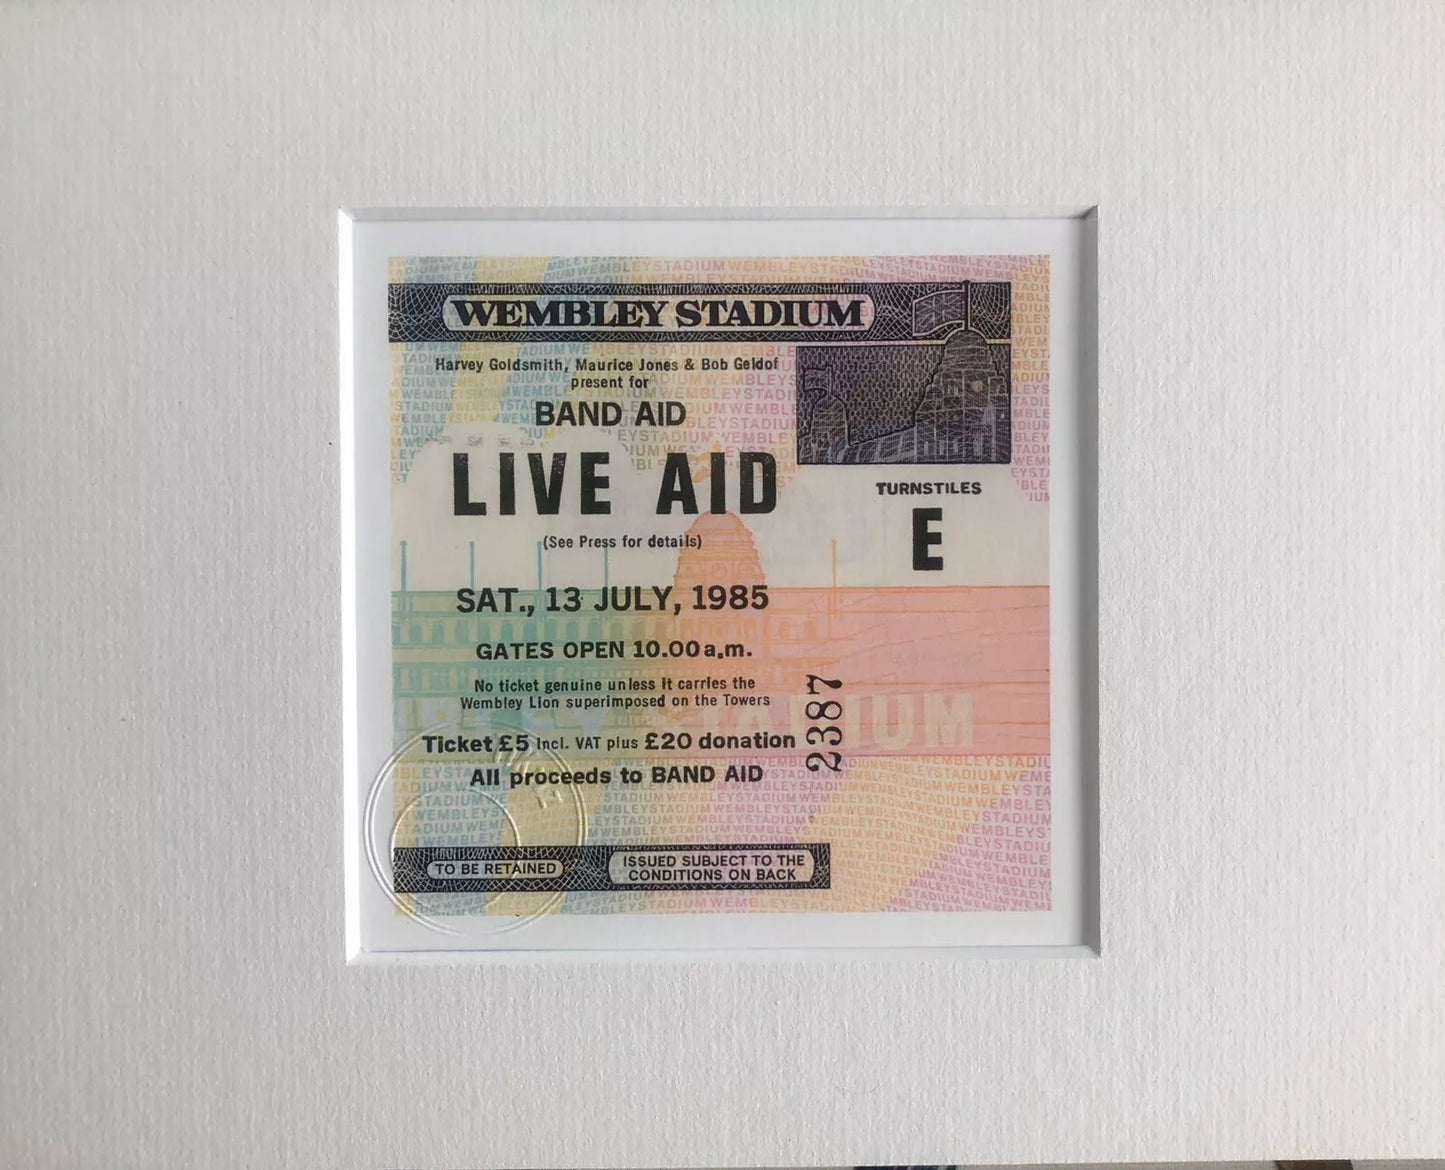 WEMBLEY STADIUM
Harvey Goldsmith, Maurice Jones & Bob Geldof
present for
BAND AID
LIVE AID
(See Press for details)
TURNSTILES
E
SAT., 13 JULY, 1985
GATES OPEN 10.00 a.m.
No ticket genuine unless it carries the
Wembley Lion superimposed on the Towers
Ticket £5 incl. VAT plus £20 donation
All proceeds to BAND AID
2387
TO BE RETAINED
ISSUED SUBJECT TO THE
CONDITIONS ON BACK